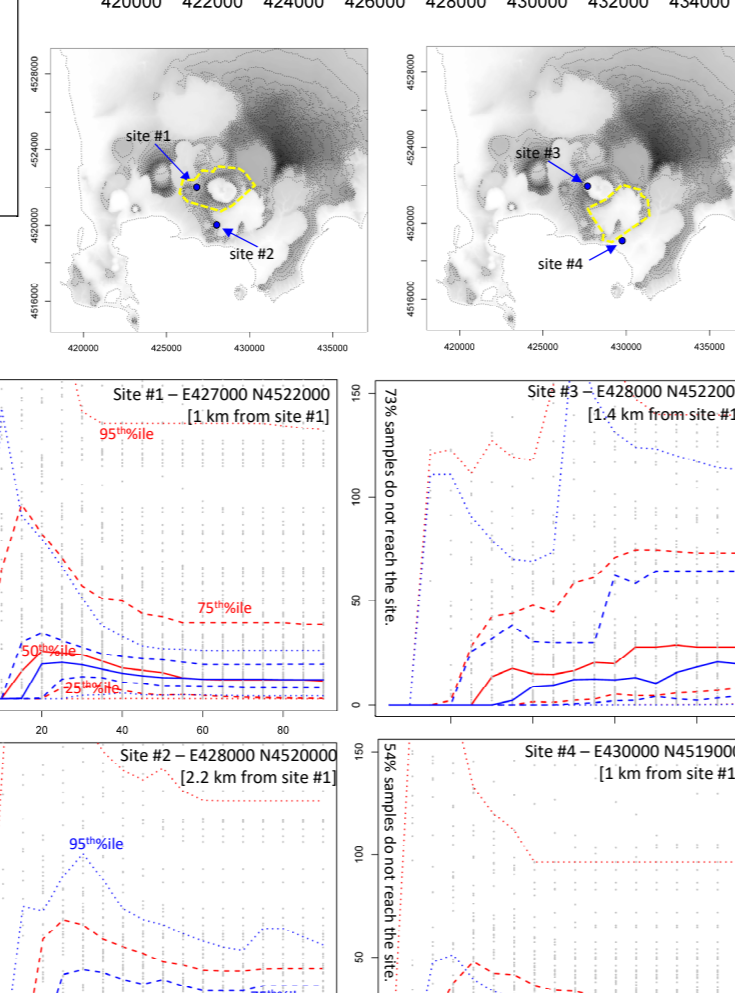 420000 422000 424000 426000 428000 430000 432000 434000
4528000
4524000
4520000
4516000
site #1
site #2
420000 425000 430000 435000
4528000
4524000
4520000
4516000
site #3
site #4
420000 425000 430000 435000
Site #1 – E427000 N4522000
[1 km from site #1]
95th%ile
75th%ile
50th%ile
25th%ile
20 40 60 80
150
100
50
0
73% samples do not reach the site.
Site #3 – E428000 N452200
[1.4 km from site #1
Site #2 – E428000 N4520000
[2.2 km from site #1]
95th%ile
150
100
50
54% samples do not reach the site.
Site #4 – E430000 N4519000
[1 km from site #1